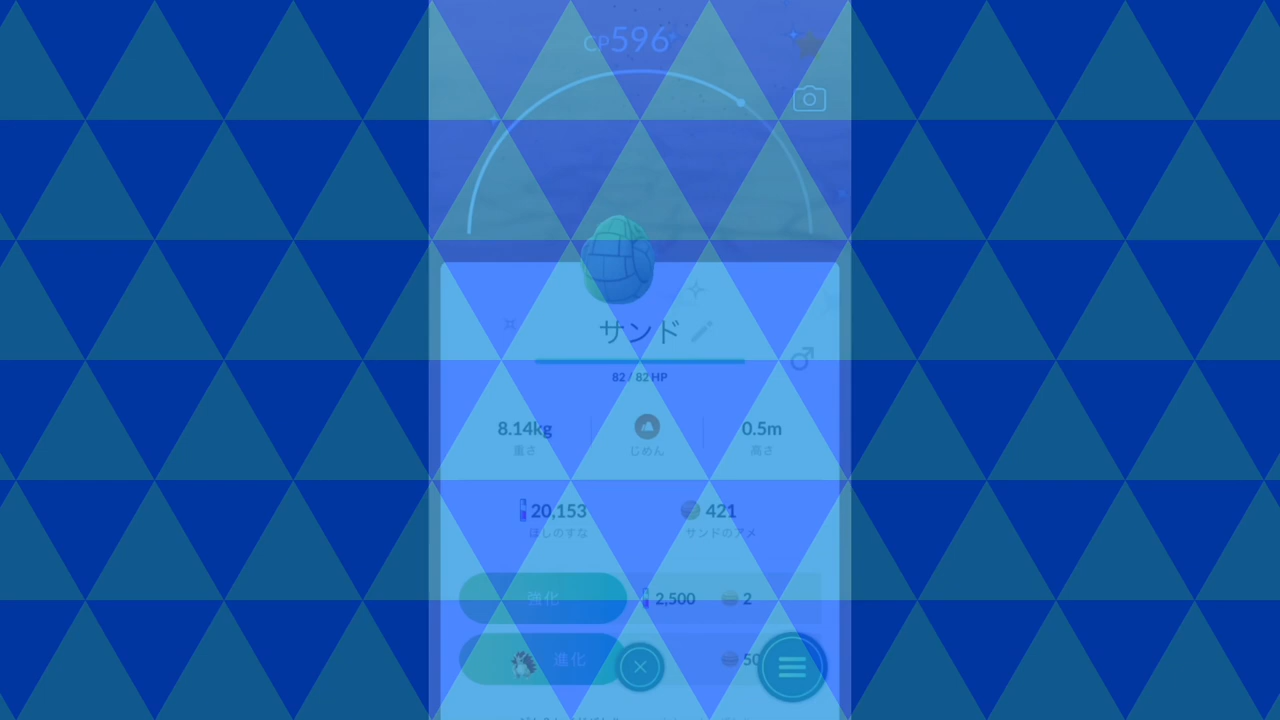 CP596
サンド
82 / 82 HP
8.14kg
重さ
じめん
0.5m
高さ
20,153
ほしのすな
421
サンドのアメ
強化
2,500
2
進化
50